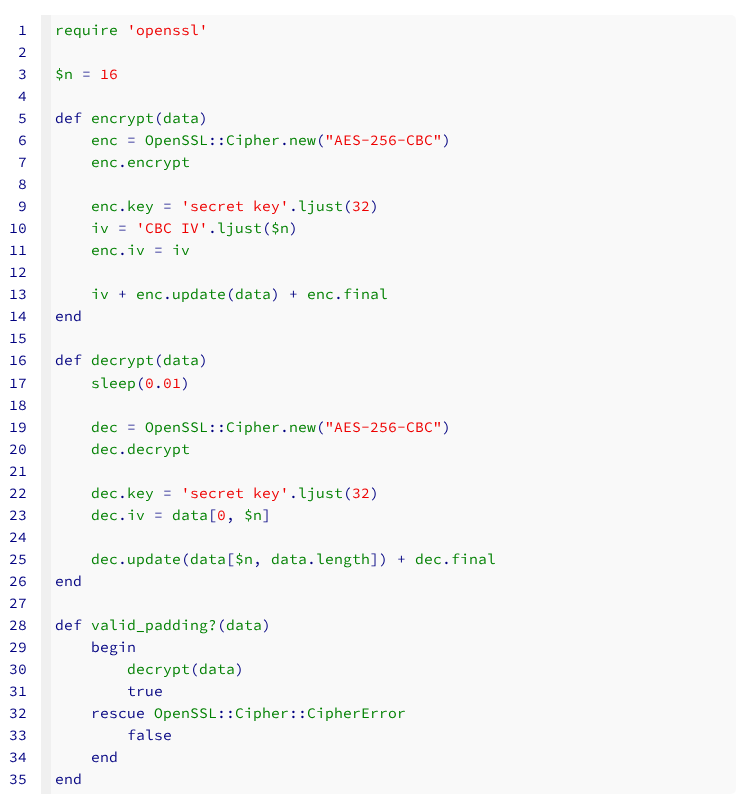 1 require 'openssl'
2
3 $n = 16
4
5 def encrypt(data)
6     enc = OpenSSL::Cipher.new("AES-256-CBC")
7     enc.encrypt
8
9     enc.key = 'secret key'.ljust(32)
10     iv = 'CBC IV'.ljust($n)
11     enc.iv = iv
12
13     iv + enc.update(data) + enc.final
14 end
15
16 def decrypt(data)
17     sleep(0.01)
18
19     dec = OpenSSL::Cipher.new("AES-256-CBC")
20     dec.decrypt
21
22     dec.key = 'secret key'.ljust(32)
23     dec.iv = data[0, $n]
24
25     dec.update(data[$n, data.length]) + dec.final
26 end
27
28 def valid_padding?(data)
29     begin
30         decrypt(data)
31         true
32     rescue OpenSSL::Cipher::CipherError
33         false
34     end
35 end